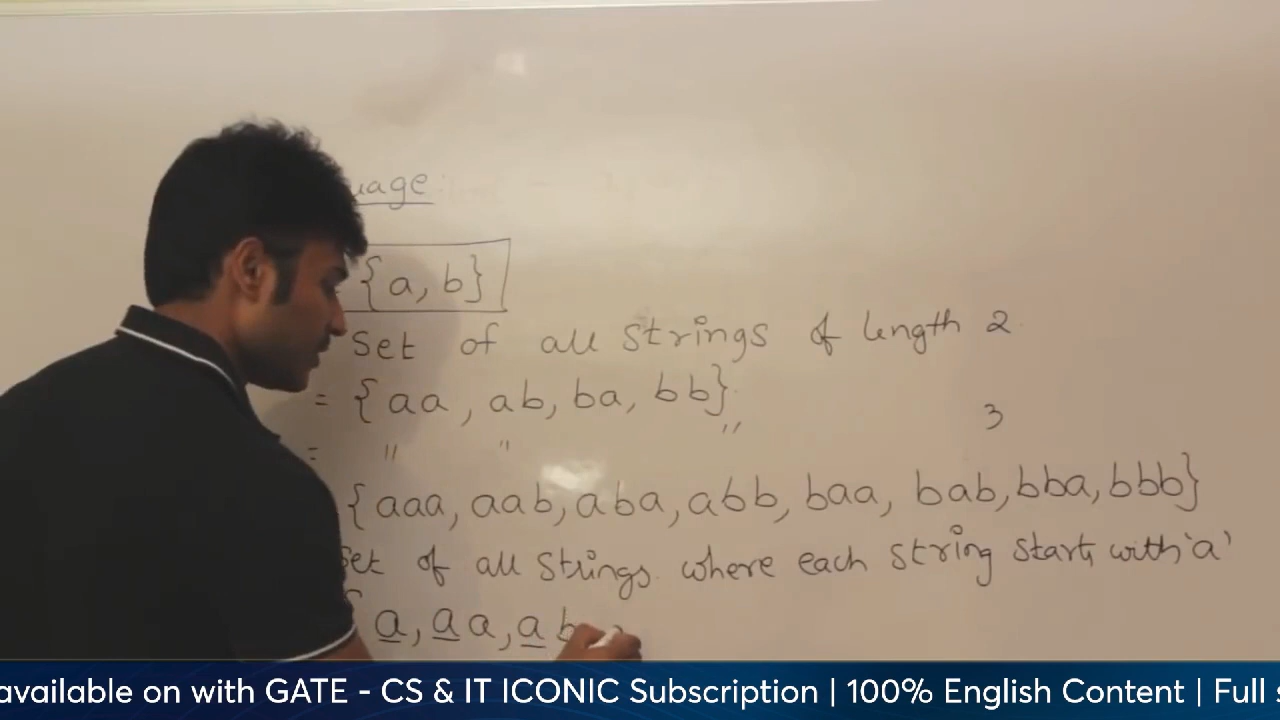 uage
{a, b}
Set of all strings of length 2
= {aa, ab, ba, bb}
= " " " 3
{aaa, aab, aba, abb, baa, bab, bba, bbb}
Set of all strings where each string starts with 'a'
{a, aa, ab
available on with GATE - CS & IT ICONIC Subscription | 100% English Content | Full s